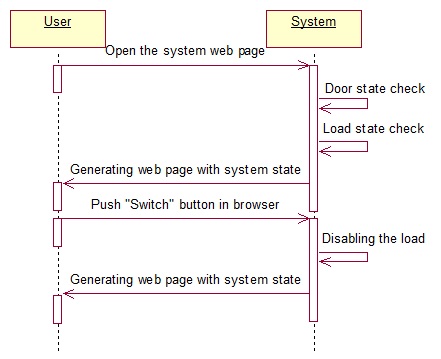 User
System
Open the system web page
Door state check
Load state check
Generating web page with system state
Push "Switch" button in browser
Disabling the load
Generating web page with system state